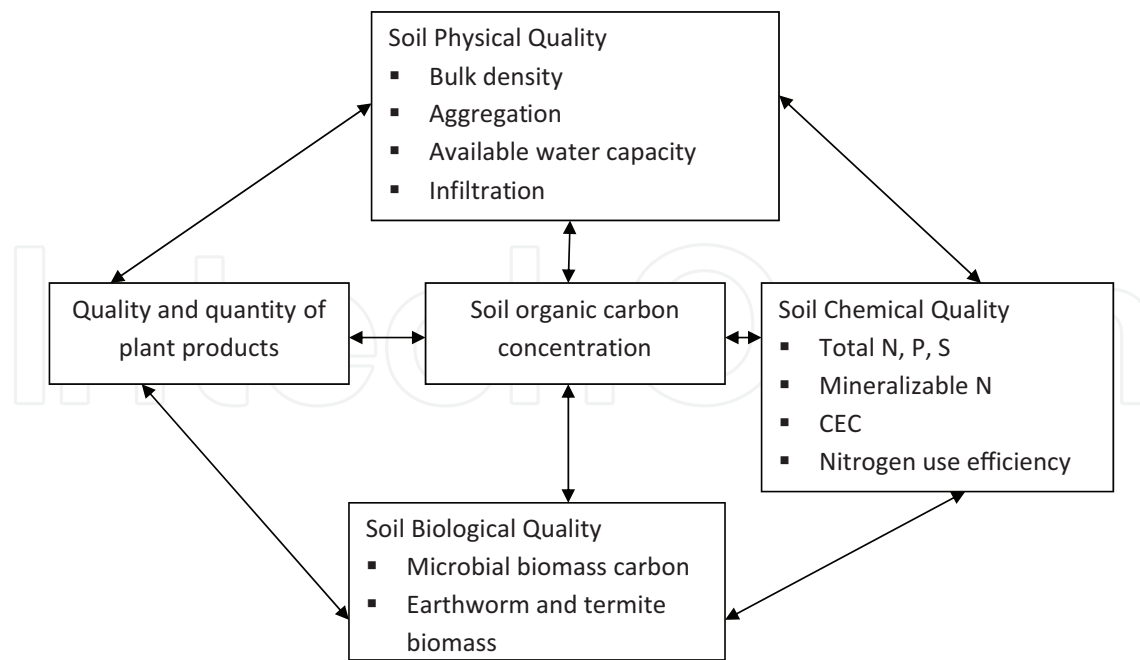 Soil Physical Quality
▪ Bulk density
▪ Aggregation
▪ Available water capacity
▪ Infiltration
Quality and quantity of
plant products
Soil organic carbon
concentration
Soil Chemical Quality
▪ Total N, P, S
▪ Mineralizable N
▪ CEC
▪ Nitrogen use efficiency
Soil Biological Quality
▪ Microbial biomass carbon
▪ Earthworm and termite
biomass